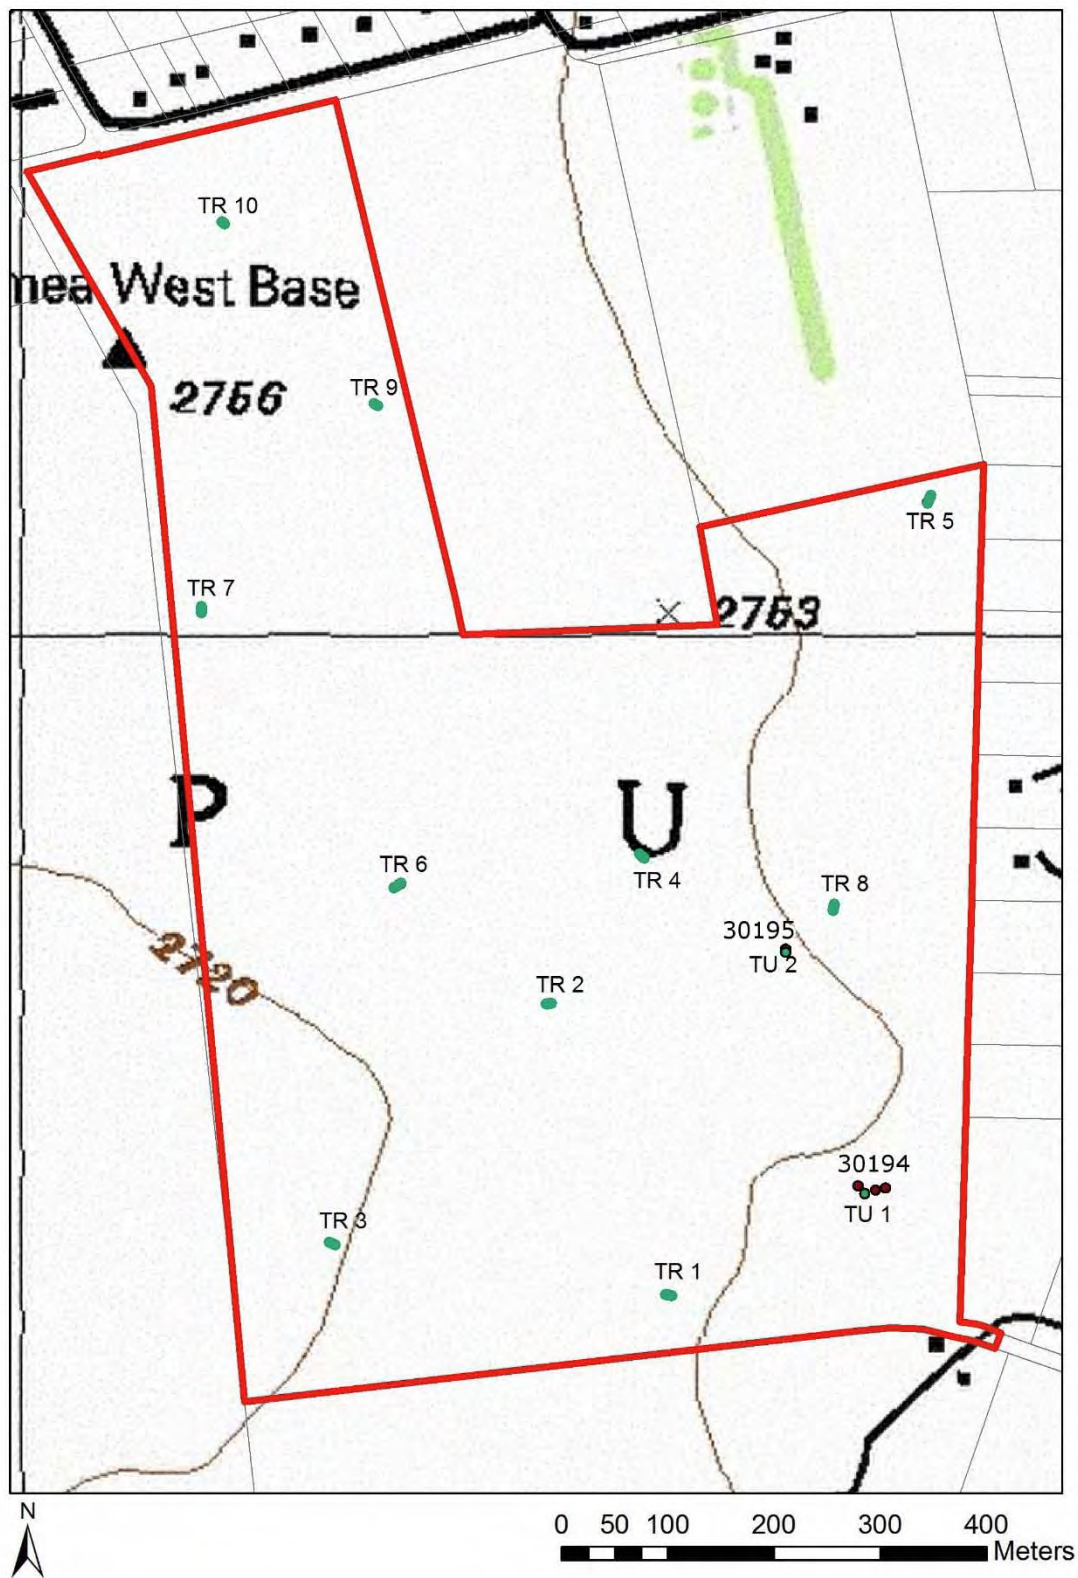 TR 10
mea West Base
TR 9
2756
TR 5
TR 7
2753
P
U
TR 6
TR 4
TR 8
30195
TU 2
2720
TR 2
30194
TU 1
TR 3
TR 1
N
0 50 100 200 300 400
Meters